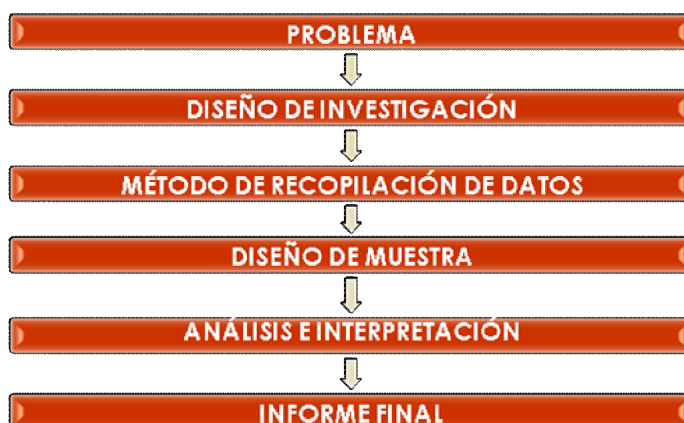 PROBLEMA
DISEÑO DE INVESTIGACIÓN
MÉTODO DE RECOPILACIÓN DE DATOS
DISEÑO DE MUESTRA
ANÁLISIS E INTERPRETACIÓN
INFORME FINAL